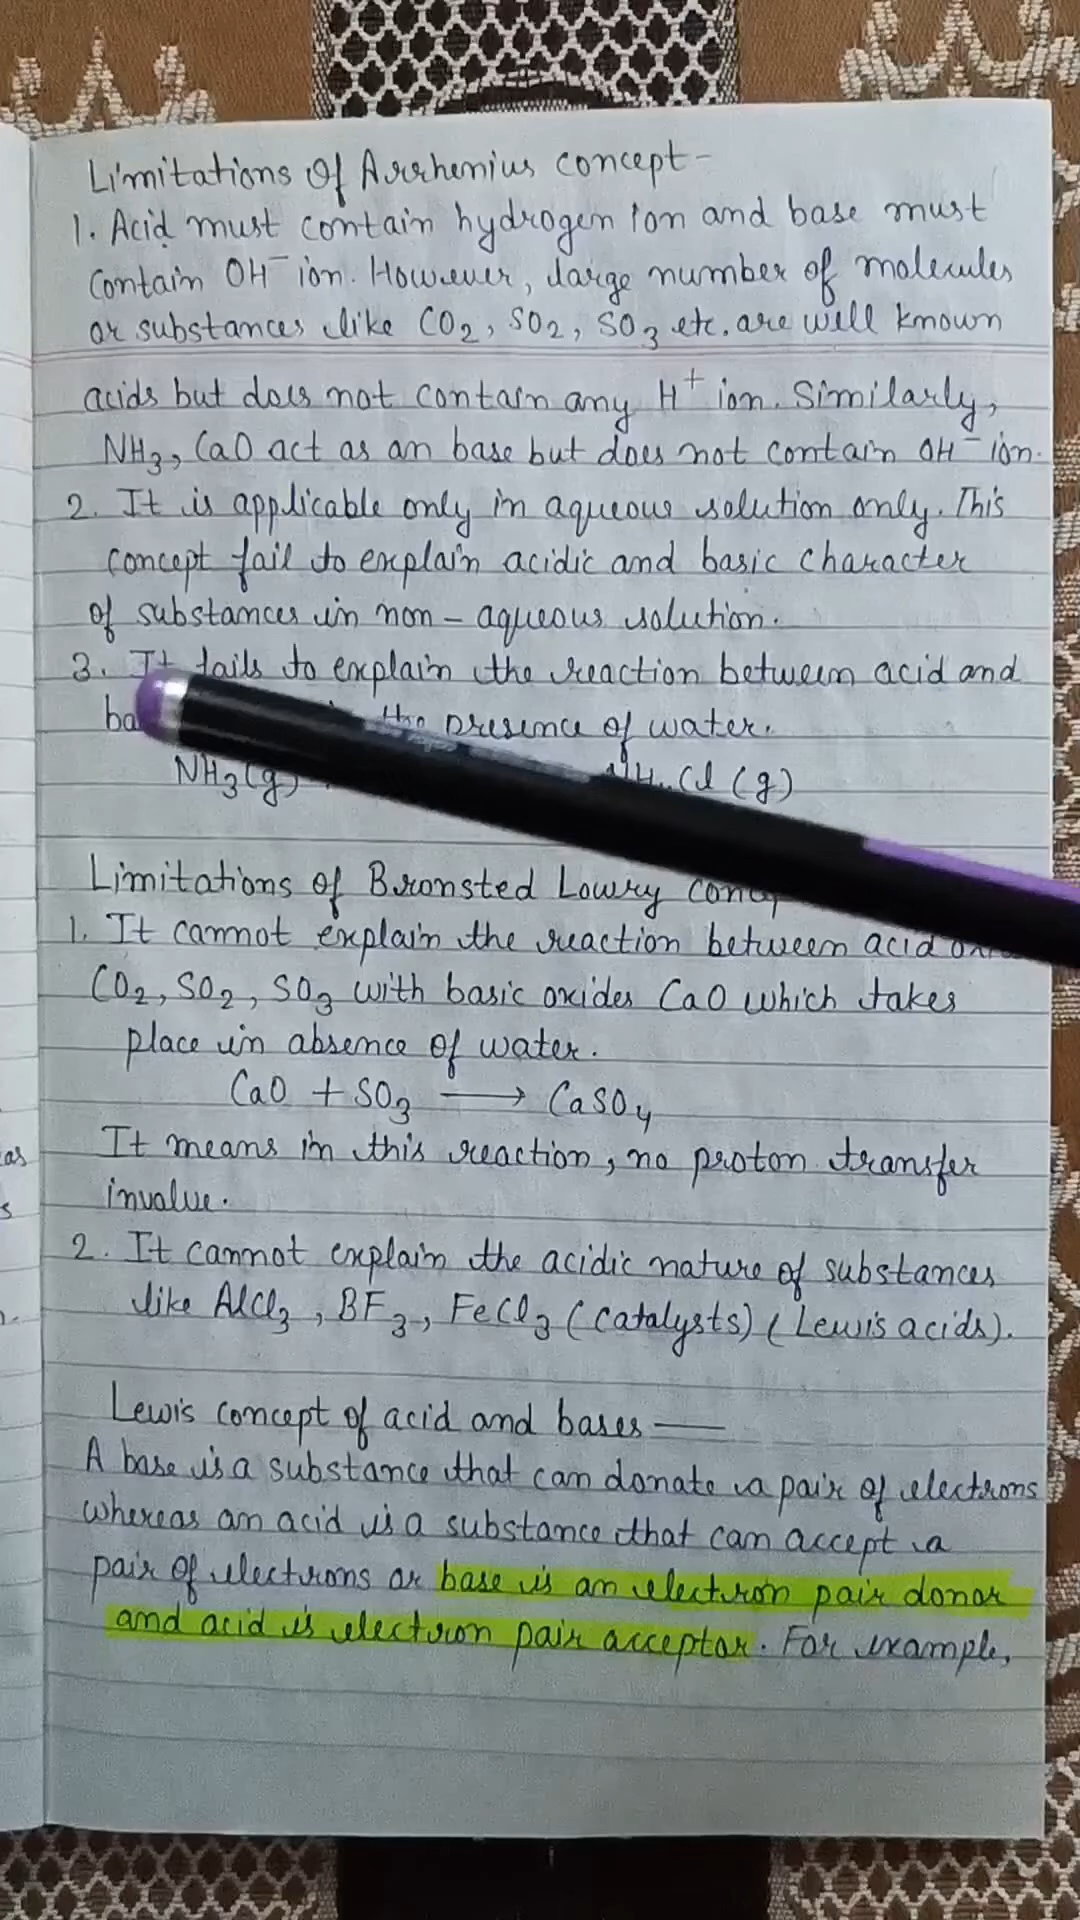 Limitations Of Arrhenius concept -
1. Acid must contain hydrogen Ion and base must
contain OH⁻ ion. However, large number of molecules
or substances like CO₂, SO₂, SO₃ etc. are well known
acids but does not contain any H⁺ ion. Similarly,
NH₃, CaO act as an base but does not contain OH⁻ ion.
2. It is applicable only in aqueous solution only. This
concept fail to explain acidic and basic character
of substances in non-aqueous solution.
3. It fails to explain the reaction between acid and
the presence of water.
NH₃(g) Cl (g)
Limitations of Bronsted Lowry
1. It cannot explain the reaction between acid
CO₂, SO₂, SO₃ with basic oxides CaO which takes
place in absence of water.
CaO + SO₃ ⟶ CaSO₄
It means in this reaction, no proton transfer
involve.
2. It cannot explain the acidic nature of substances
like AlCl₃, BF₃, FeCl₃ (Catalysts) (Lewis acids).
Lewis concept of acid and bases —
A base is a substance that can donate a pair of electrons
whereas an acid is a substance that can accept a
pair of electrons or base is an electron pair donor
and acid is electron pair acceptor. For example,
as
s